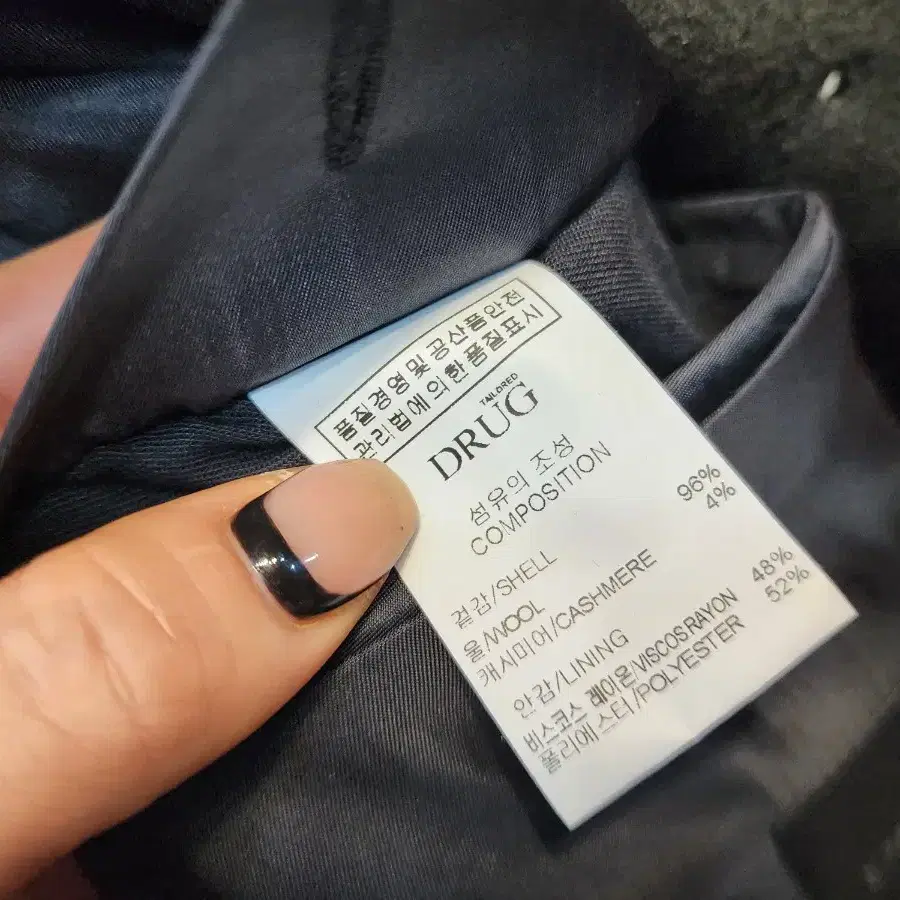 품질경영 및 공산품안전
관리법에 의한 품질표시
TAILORED
DRUG
섬유의 조성
COMPOSITION
겉감/SHELL
울/WOOL 96%
캐시미어/CASHMERE 4%
안감/LINING
비스코스 레이온/VISCOSRAYON 48%
폴리에스터/POLYESTER 52%